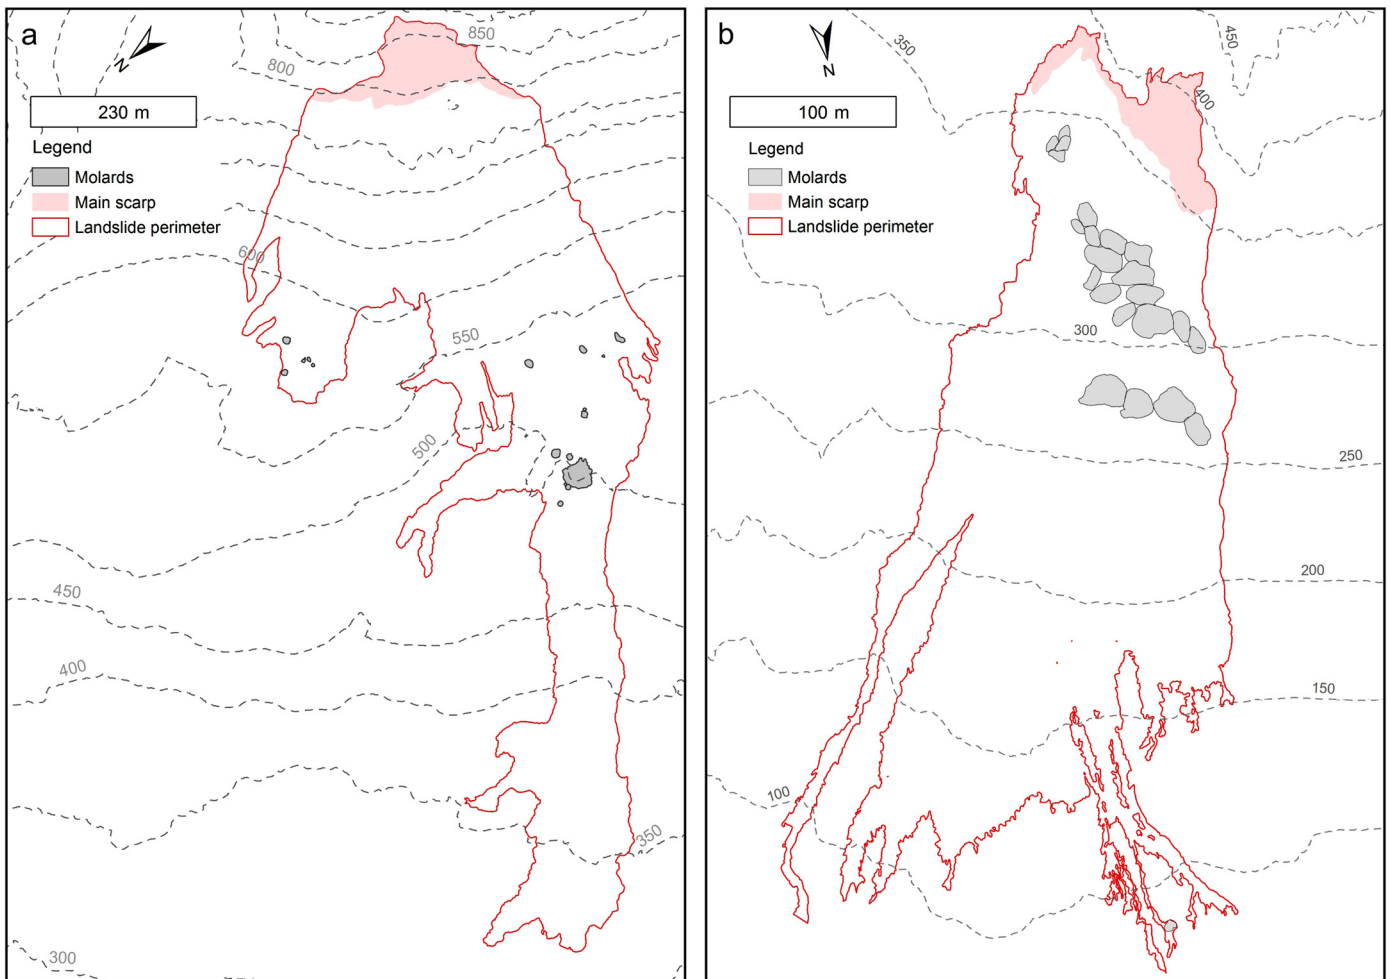 a
N
230 m
Legend
Molards
Main scarp
Landslide perimeter
850
800
600
550
500
450
400
350
300
b
N
100 m
Legend
Molards
Main scarp
Landslide perimeter
350
450
400
300
250
200
150
100